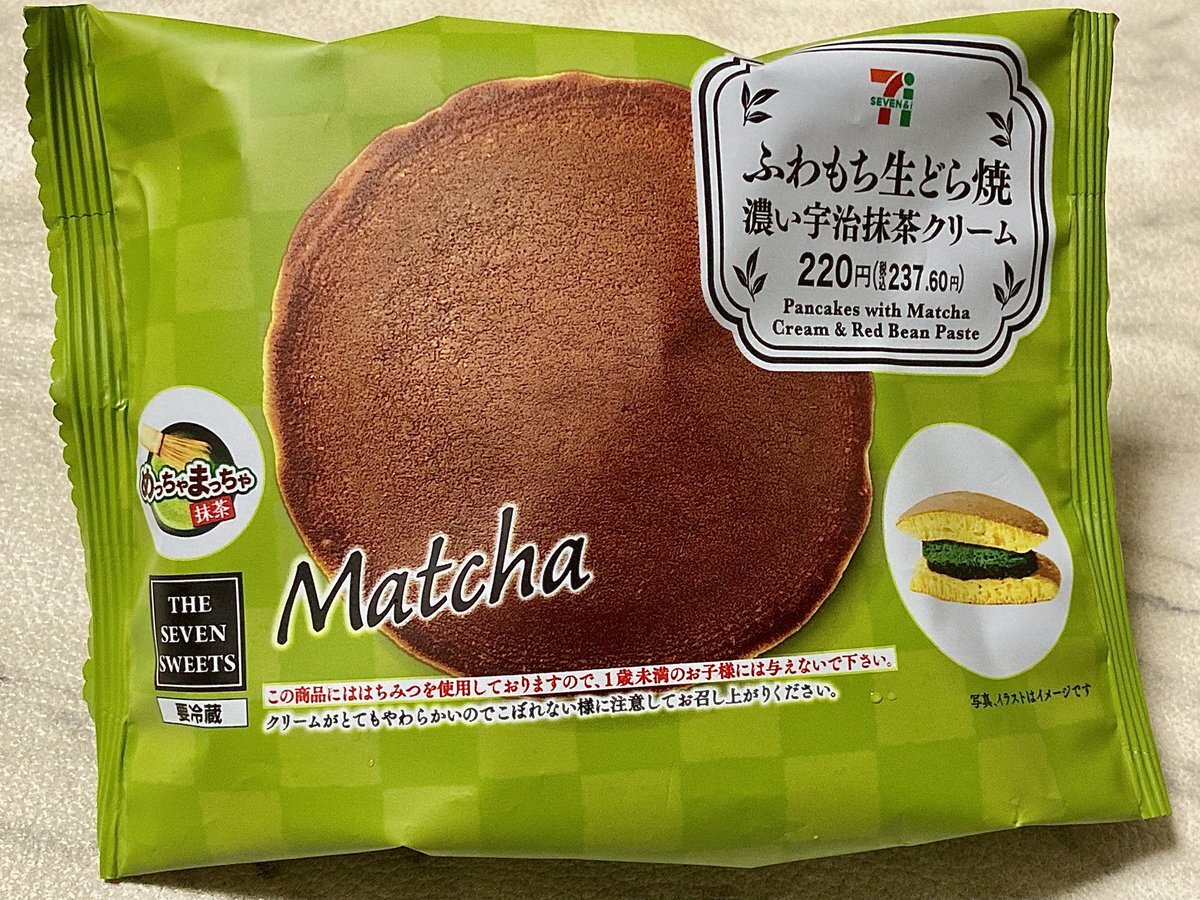 SEVEN&i
ふわもち生どら焼
濃い宇治抹茶クリーム
220円(税込237.60円)
Pancakes with Matcha
Cream & Red Bean Paste
めっちゃまっちゃ
抹茶
Matcha
THE
SEVEN
SWEETS
要冷蔵
この商品にははちみつを使用しておりますので、1歳未満のお子様には与えないで下さい。
クリームがとてもやわらかいのでこぼれない様に注意してお召し上がりください。
写真、イラストはイメージです